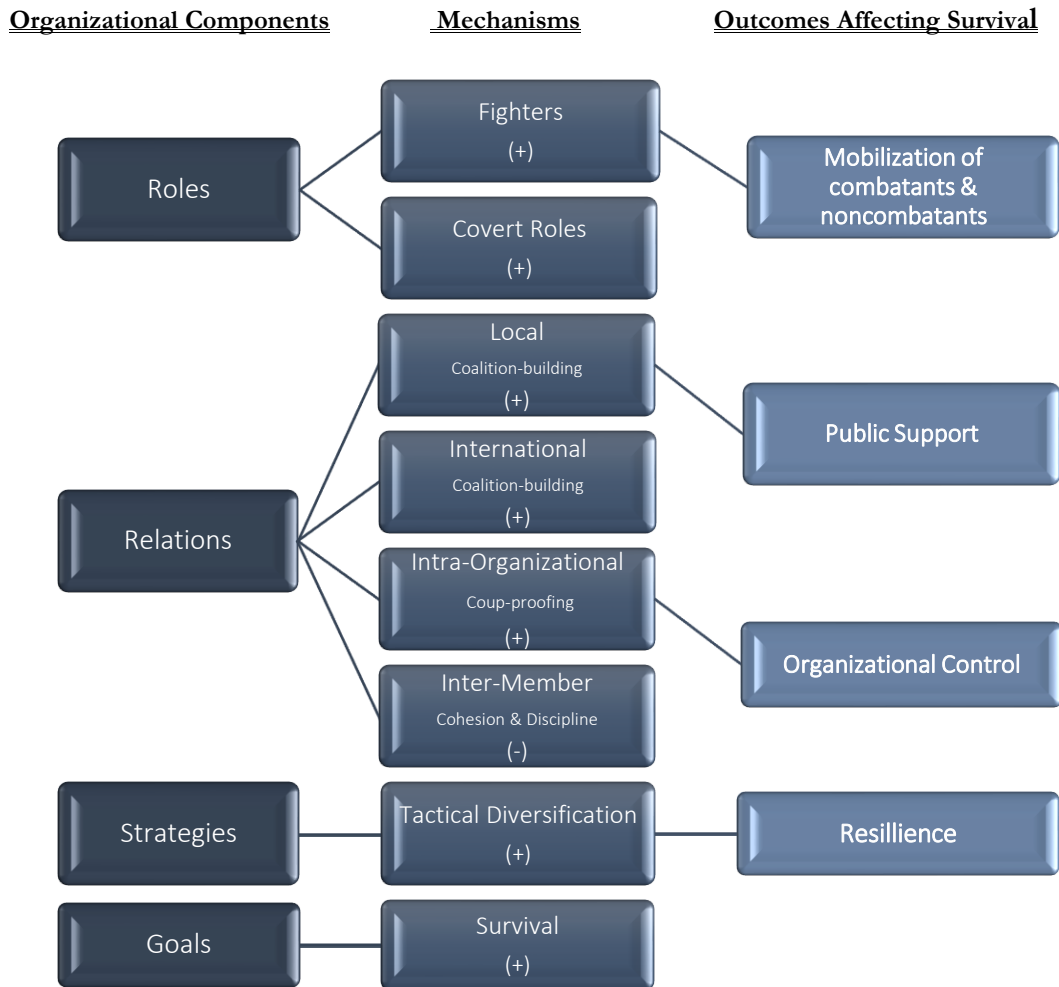 Organizational Components
Mechanisms
Outcomes Affecting Survival
Roles
Fighters
(+)
Covert Roles
(+)
Mobilization of
combatants &
noncombatants
Relations
Local
Coalition-building
(+)
International
Coalition-building
(+)
Intra-Organizational
Coup-proofing
(+)
Inter-Member
Cohesion & Discipline
(-)
Public Support
Organizational Control
Strategies
Tactical Diversification
(+)
Resillience
Goals
Survival
(+)